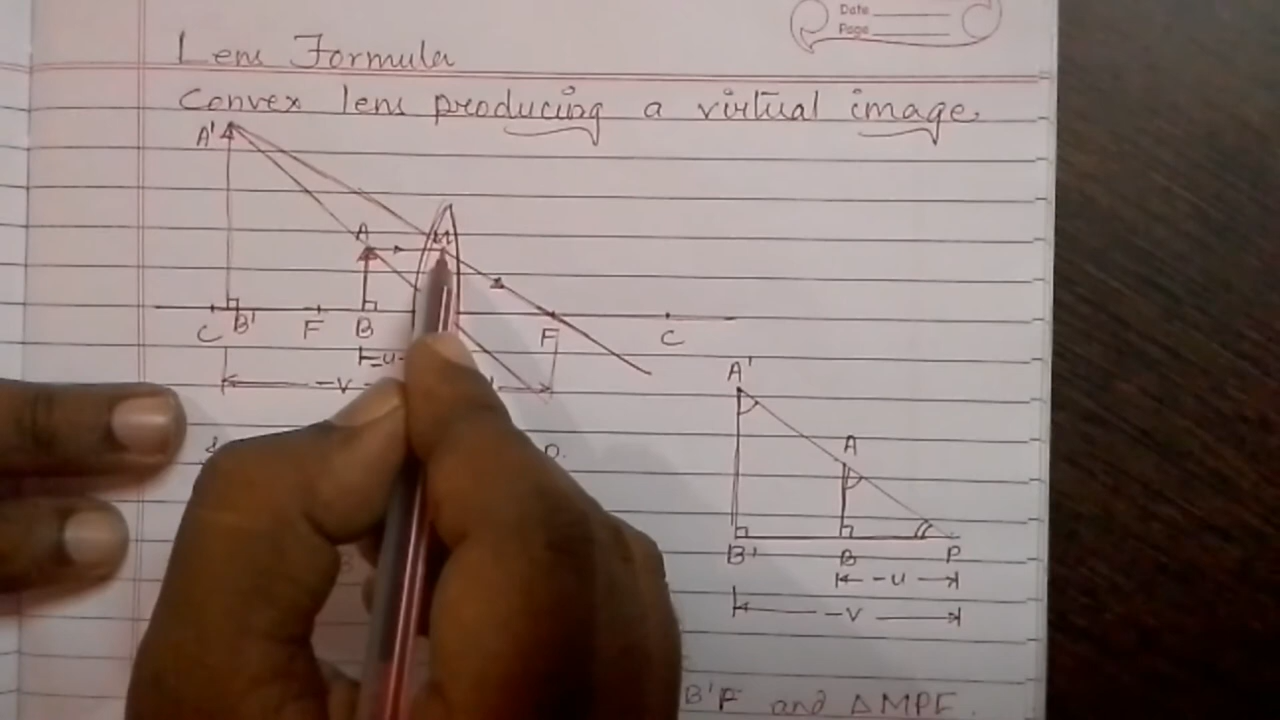 Date
Page
Lens Formula
Convex lens producing a virtual image.
A'
A M
C B' F B F C
-u
-v
A'
A
B' B P
-u
-v
B'F and ΔMPF.